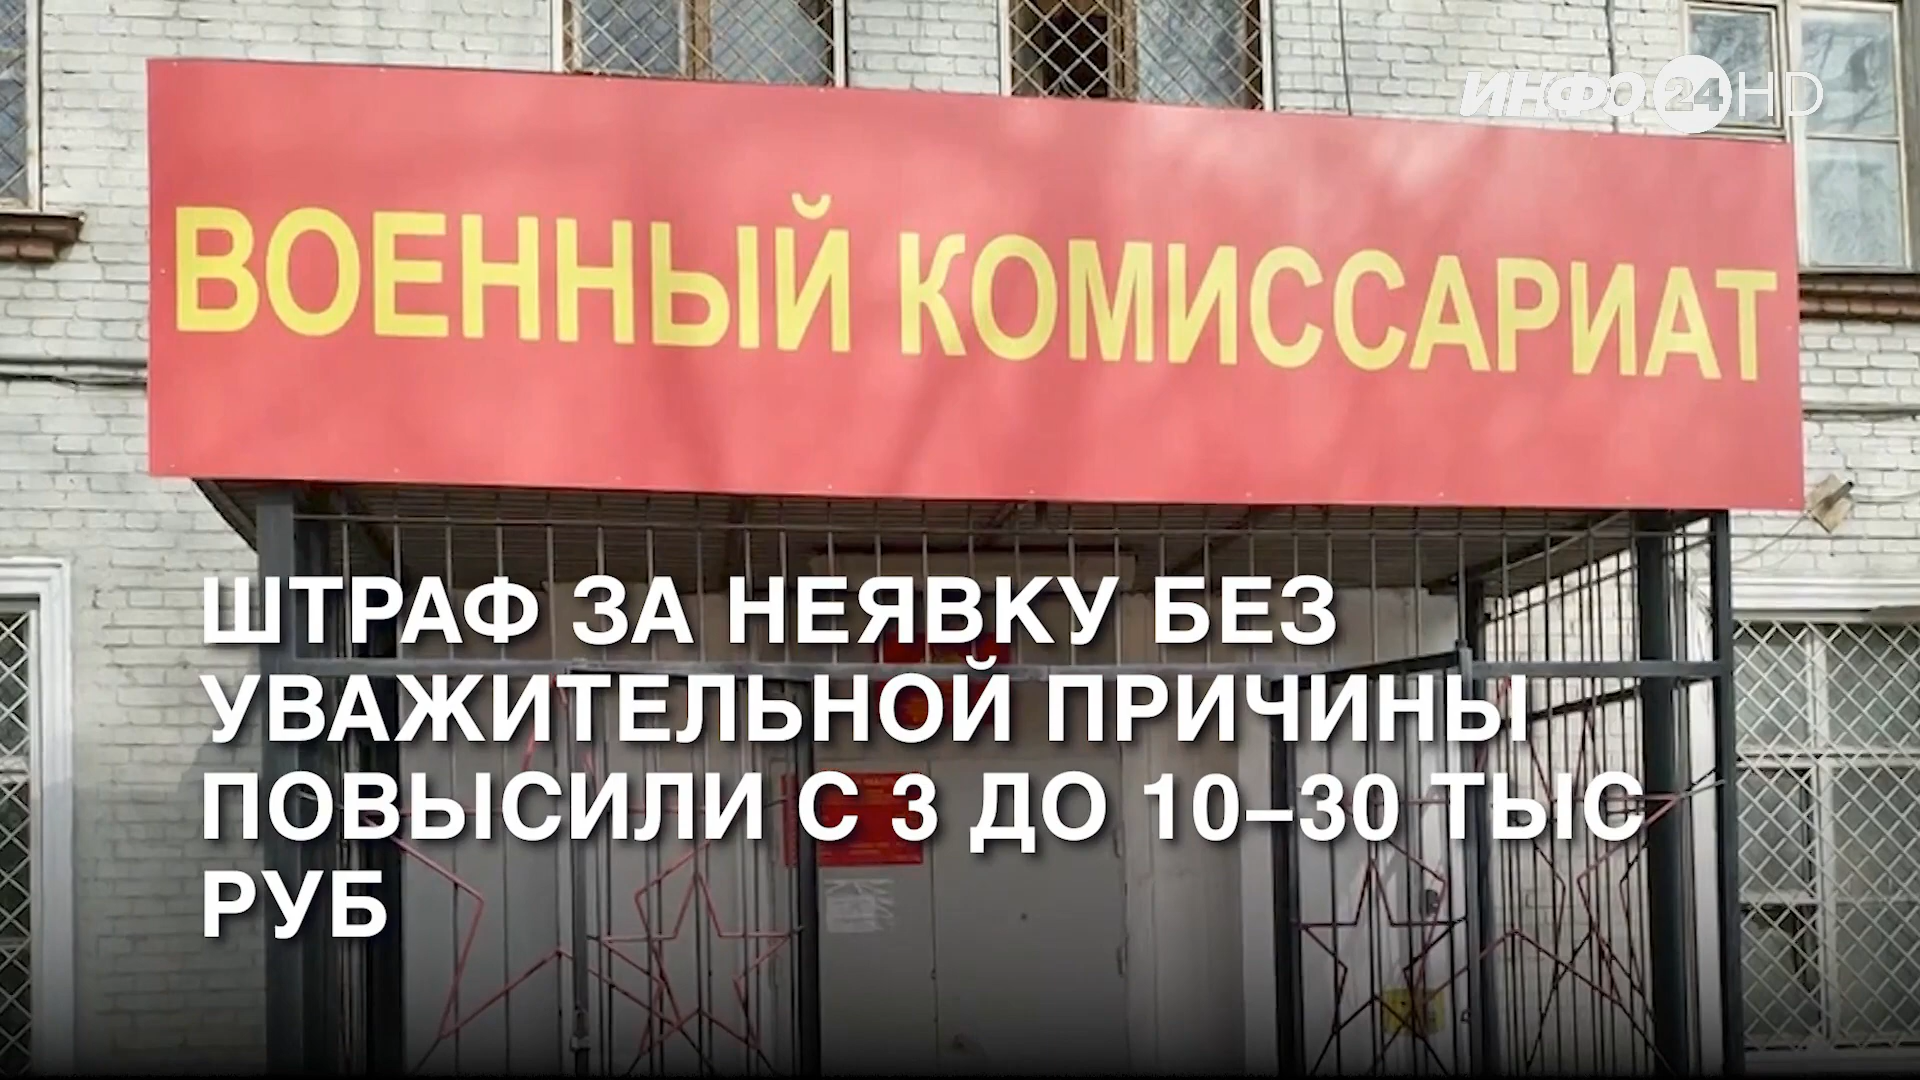 ИНФО 24 HD
ВОЕННЫЙ КОМИССАРИАТ
ШТРАФ ЗА НЕЯВКУ БЕЗ
УВАЖИТЕЛЬНОЙ ПРИЧИНЫ
ПОВЫСИЛИ С 3 ДО 10–30 ТЫС
РУБ